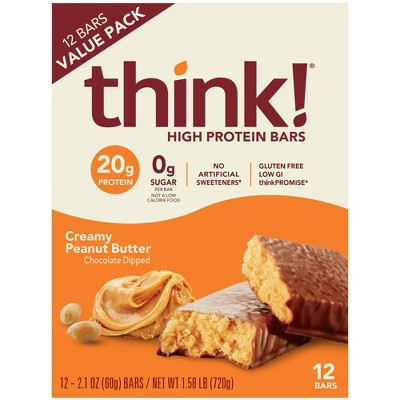 12 BARS
VALUE PACK
think!®
HIGH PROTEIN BARS
20g
PROTEIN
0g
SUGAR
PER BAR
NOT A LOW
CALORIE FOOD
NO
ARTIFICIAL
SWEETENERS*
GLUTEN FREE
LOW GI
thinkPROMISE*
Creamy
Peanut Butter
Chocolate Dipped
12 – 2.1 OZ (60g) BARS / NET WT 1.58 LB (720g)
12
BARS